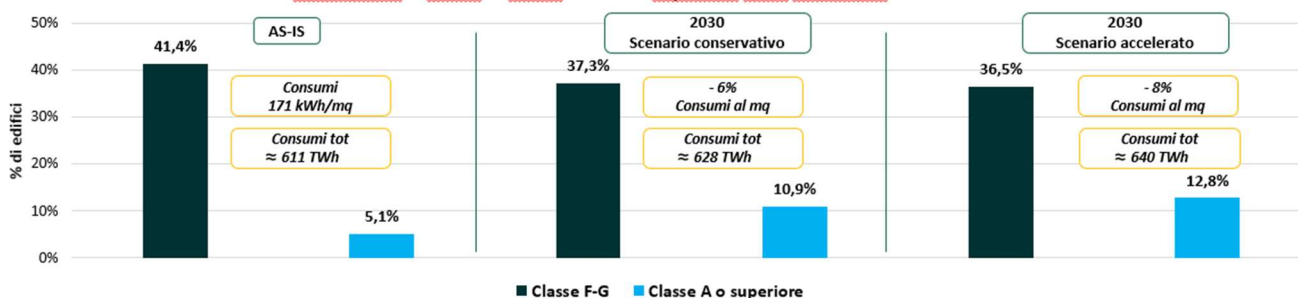 50%
40%
30%
20%
10%
0%
% di edifici
AS-IS
41,4%
Consumi
171 kWh/mq
Consumi tot
≈ 611 TWh
5,1%
2030
Scenario conservativo
37,3%
- 6%
Consumi al mq
Consumi tot
≈ 628 TWh
10,9%
2030
Scenario accelerato
36,5%
- 8%
Consumi al mq
Consumi tot
≈ 640 TWh
12,8%
Classe F-G
Classe A o superiore